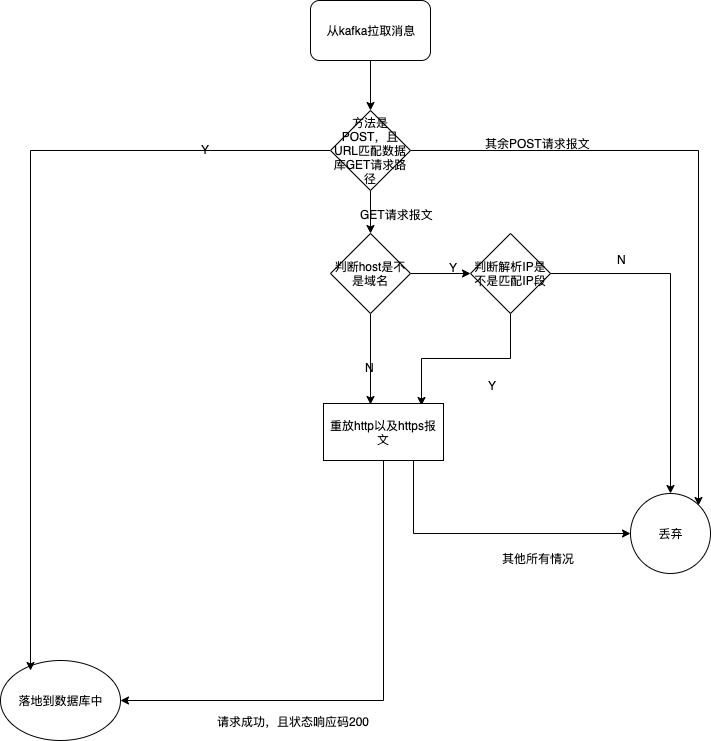 从kafka拉取消息
方法是
POST，且
URL匹配数据
库GET请求路
径
Y
其余POST请求报文
GET请求报文
判断host是不
是域名
Y
判断解析IP是
不是匹配IP段
N
N
Y
重放http以及https报
文
丢弃
其他所有情况
落地到数据库中
请求成功，且状态响应码200